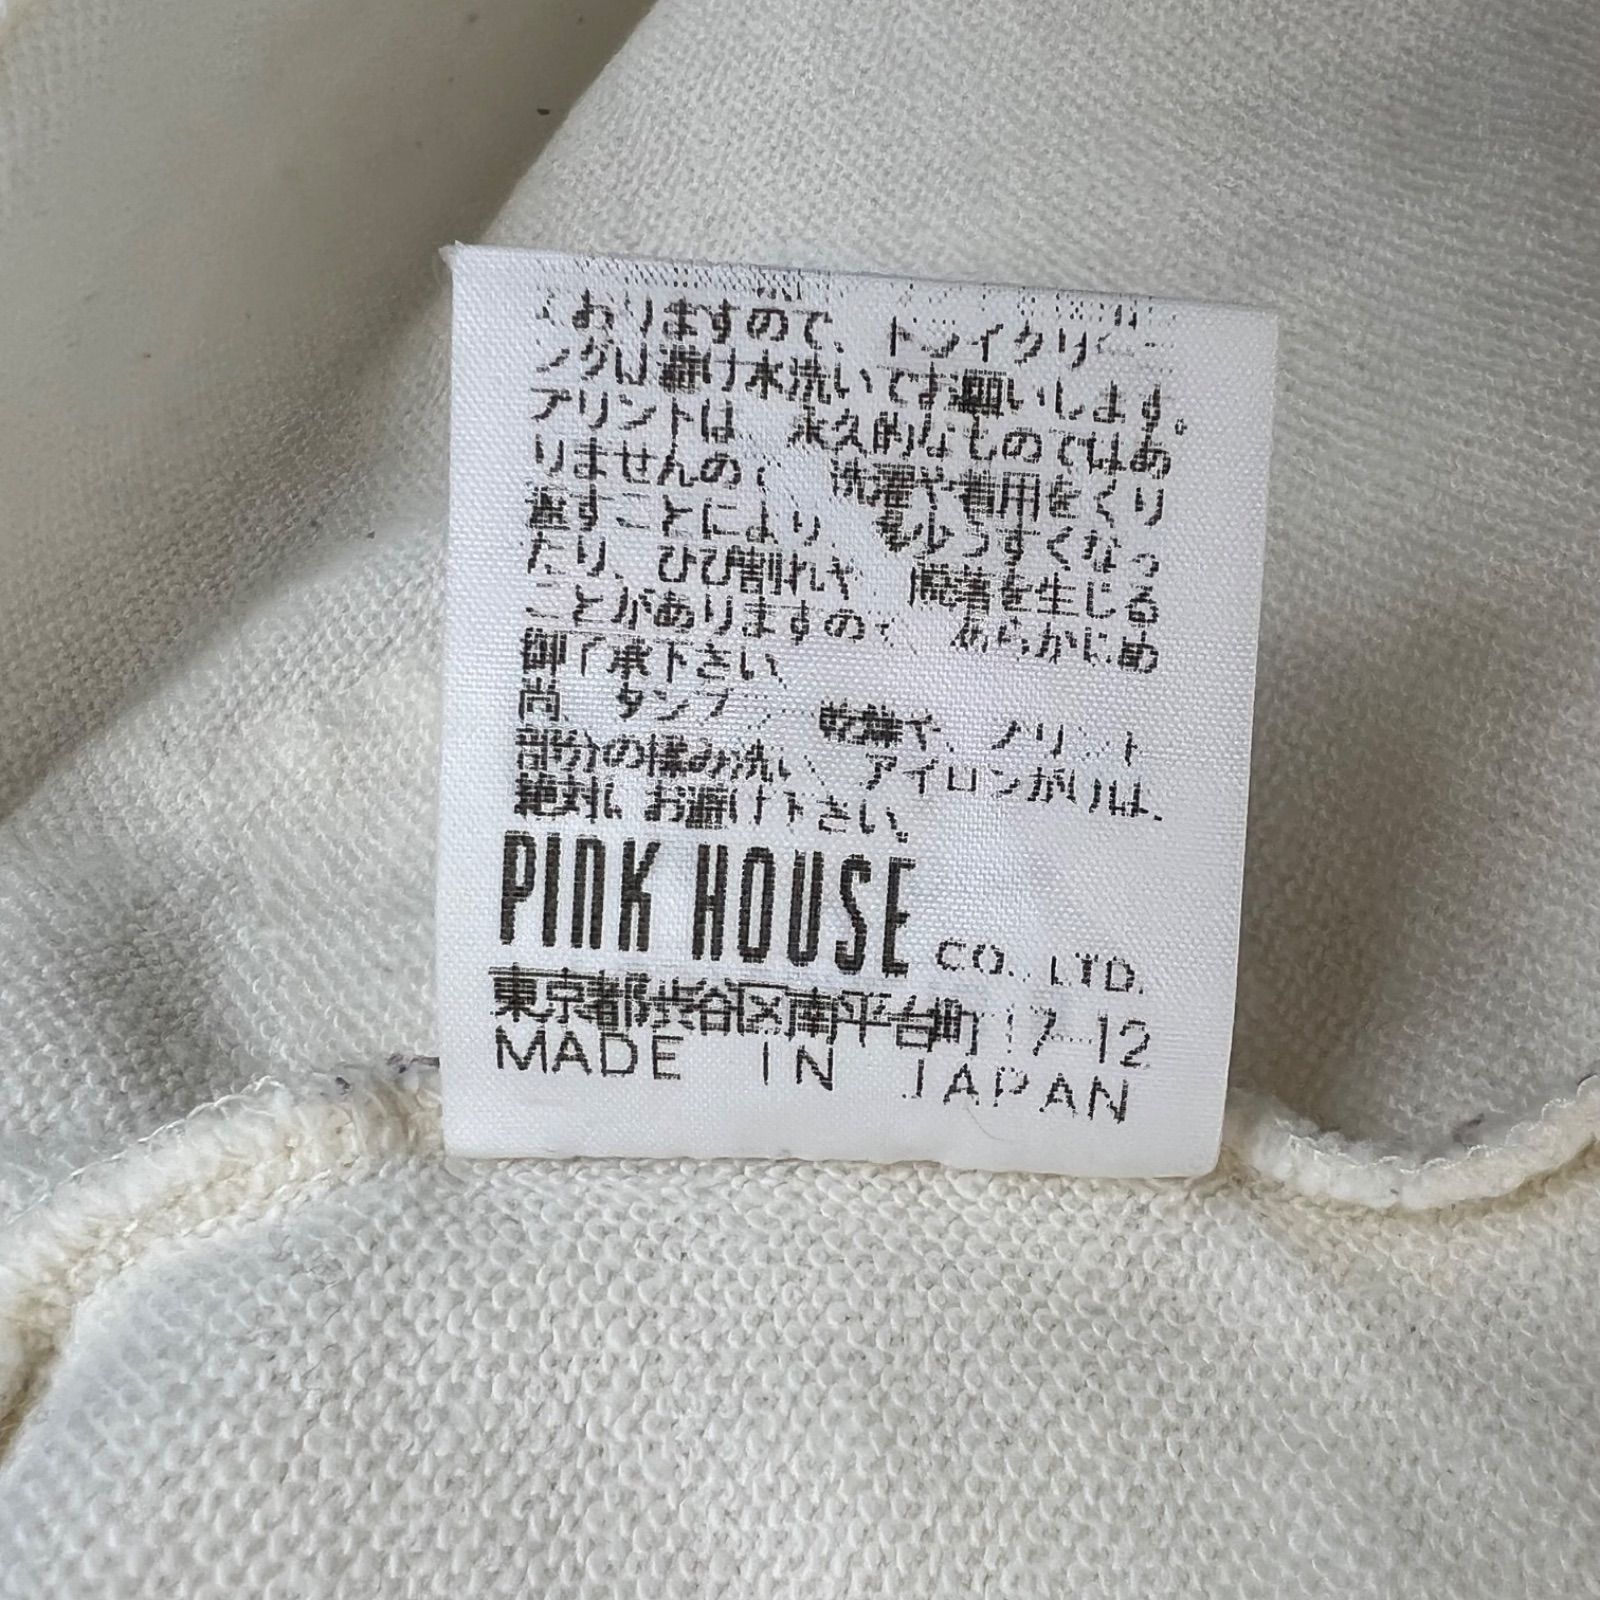 おりますので、ドライクリーニ
ングは避け水洗いでお願いします。
プリントは、永久的なものではあ
りませんので、洗濯や着用をくり
返すことにより、うすくなっ
たり、ひび割れや、脱落を生じる
ことがありますので、あらかじめ
御了承下さい
尚、タンブラー乾燥や、プリント
部分の揉み洗い、アイロンがけは、
絶対にお避け下さい。
PINK HOUSE CO., LTD.
東京都渋谷区南平台町17-12
MADE IN JAPAN